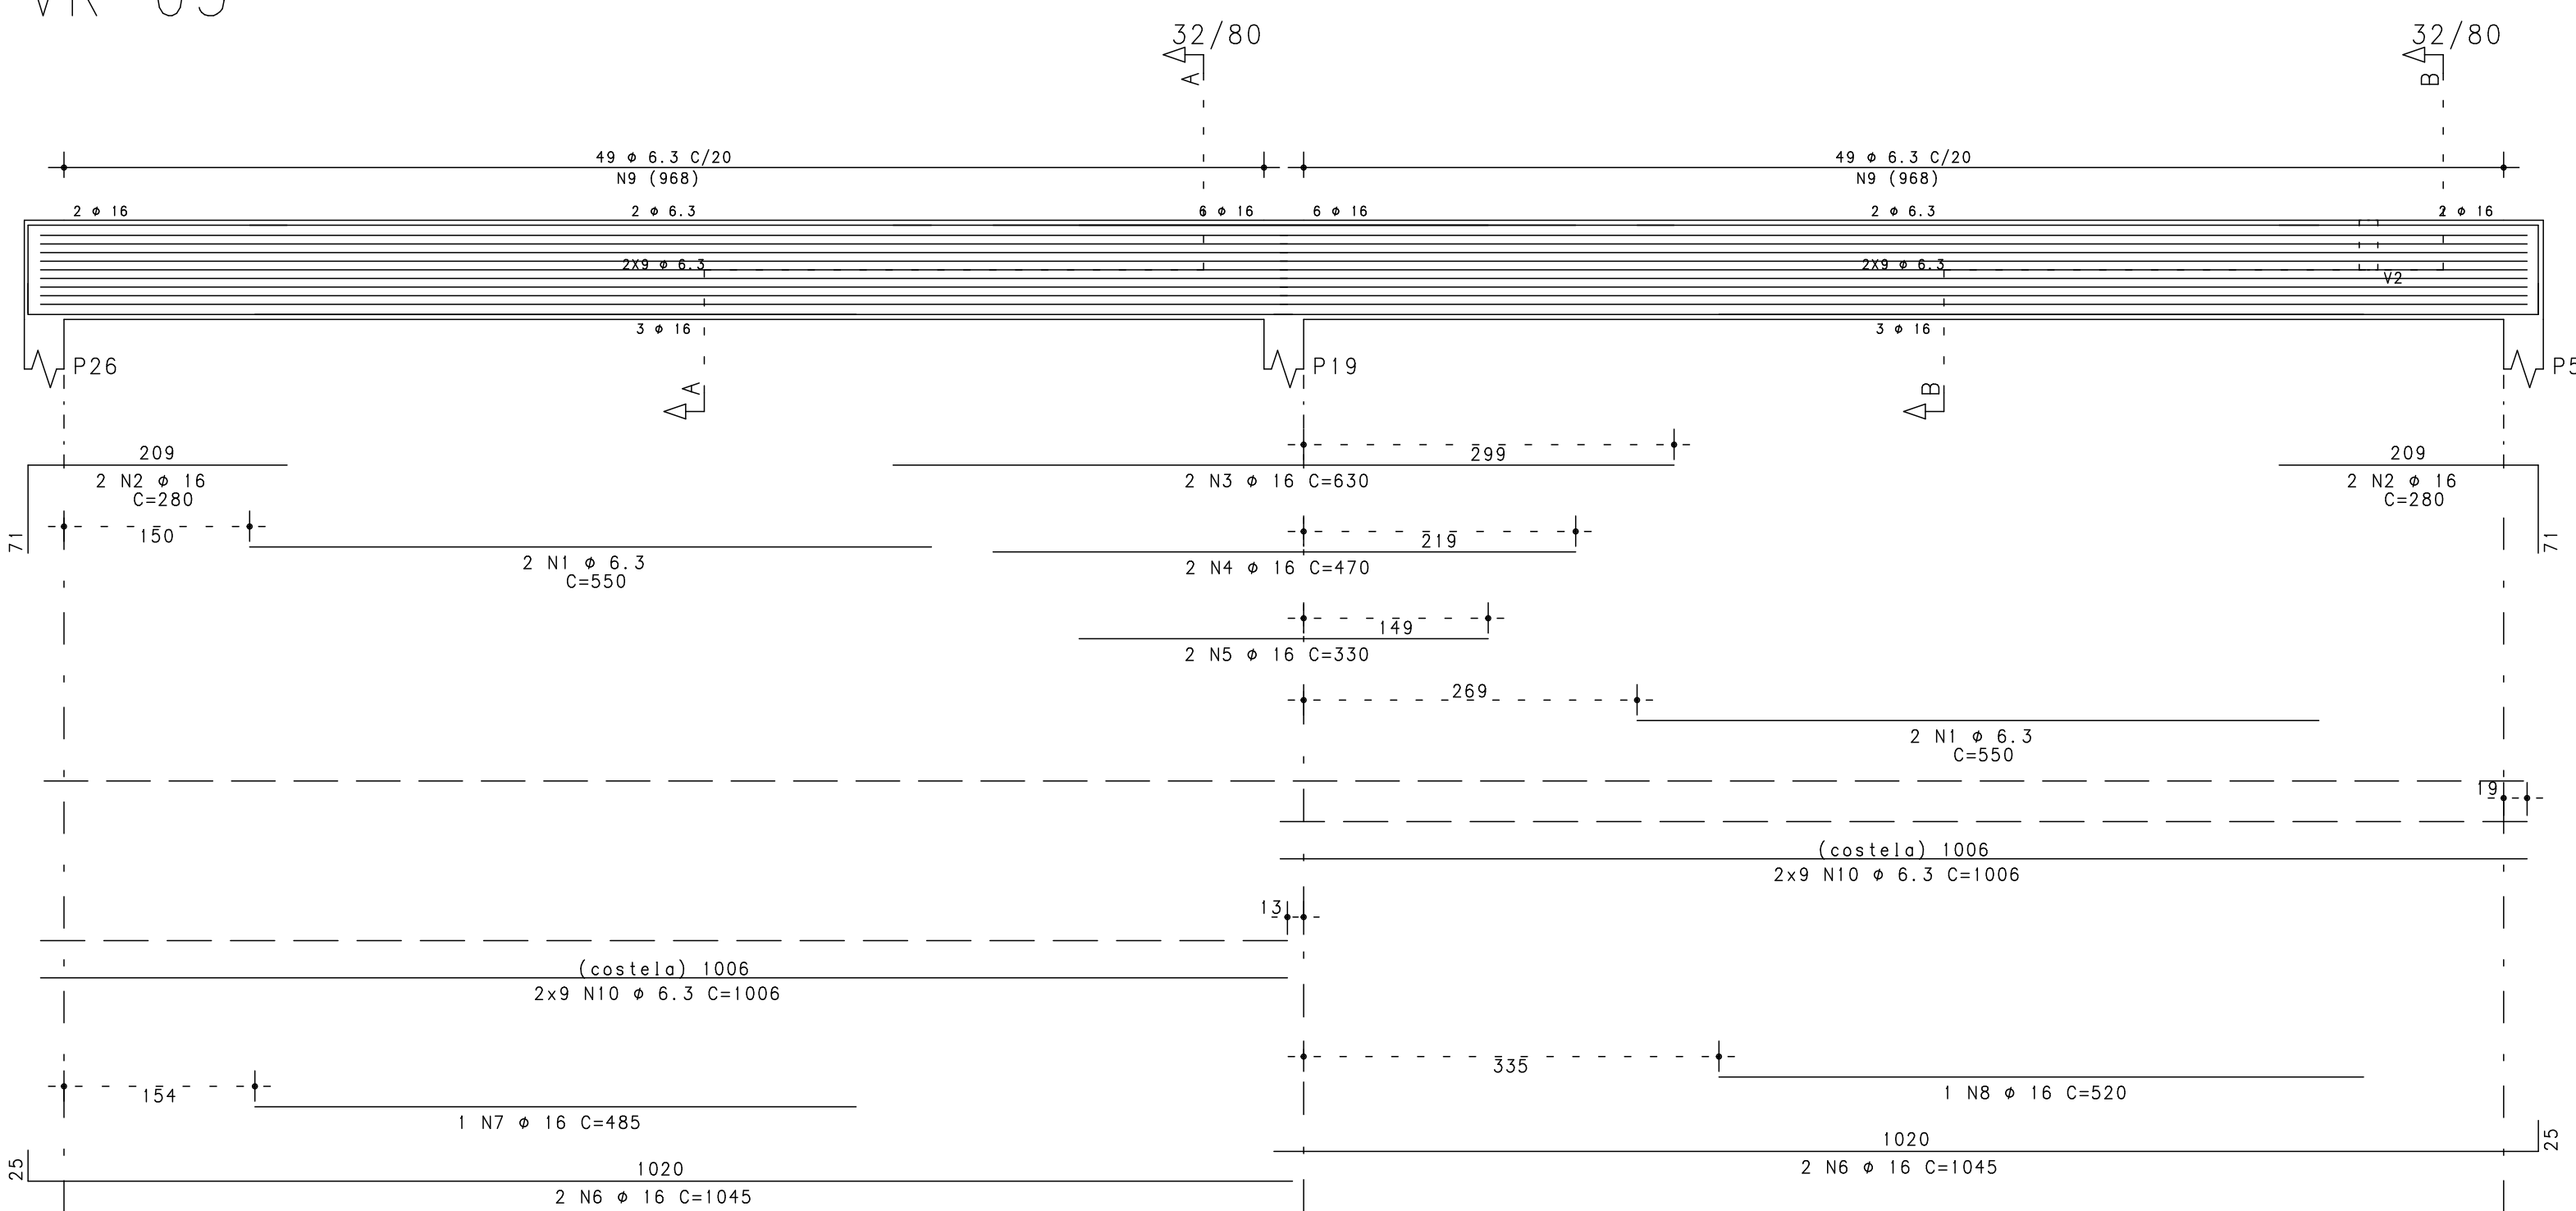 32/80
32/80
A
B
49 ø 6.3 C/20
N9 (968)
49 ø 6.3 C/20
N9 (968)
2 ø 16
2 ø 6.3
6 ø 16
6 ø 16
2 ø 6.3
2 ø 16
2X9 ø 6.3
2X9 ø 6.3
V2
3 ø 16
3 ø 16
P26
P19
A
B
209
2 N2 ø 16
C=280
71
299
2 N3 ø 16 C=630
209
2 N2 ø 16
C=280
71
150
2 N1 ø 6.3
C=550
219
2 N4 ø 16 C=470
149
2 N5 ø 16 C=330
269
2 N1 ø 6.3
C=550
19
(costela) 1006
2x9 N10 ø 6.3 C=1006
13
(costela) 1006
2x9 N10 ø 6.3 C=1006
335
1 N8 ø 16 C=520
154
1 N7 ø 16 C=485
1020
2 N6 ø 16 C=1045
25
25
1020
2 N6 ø 16 C=1045